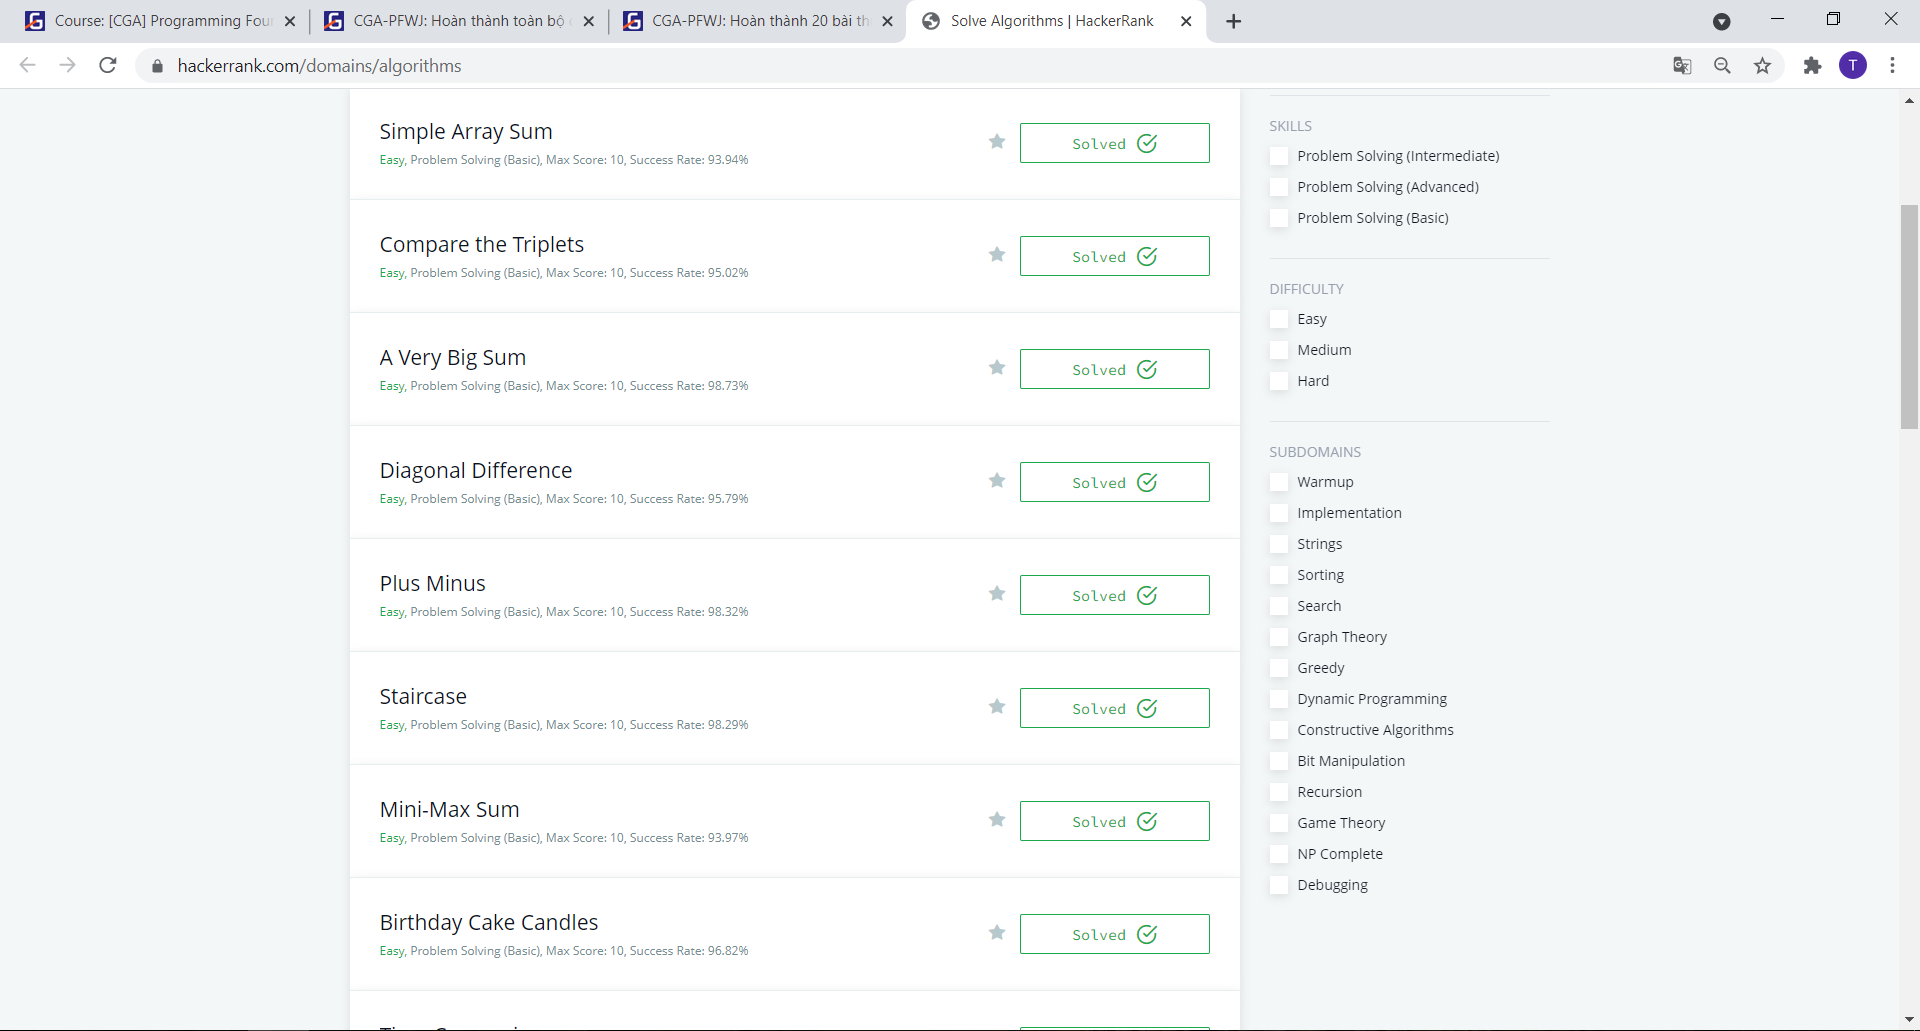 Course: [CGA] Programming Four
CGA-PFWJ: Hoàn thành toàn bộ
CGA-PFWJ: Hoàn thành 20 bài th
Solve Algorithms | HackerRank
hackerrank.com/domains/algorithms
T
Simple Array Sum
Easy, Problem Solving (Basic), Max Score: 10, Success Rate: 93.94%
Solved
Compare the Triplets
Easy, Problem Solving (Basic), Max Score: 10, Success Rate: 95.02%
Solved
A Very Big Sum
Easy, Problem Solving (Basic), Max Score: 10, Success Rate: 98.73%
Solved
Diagonal Difference
Easy, Problem Solving (Basic), Max Score: 10, Success Rate: 95.79%
Solved
Plus Minus
Easy, Problem Solving (Basic), Max Score: 10, Success Rate: 98.32%
Solved
Staircase
Easy, Problem Solving (Basic), Max Score: 10, Success Rate: 98.29%
Solved
Mini-Max Sum
Easy, Problem Solving (Basic), Max Score: 10, Success Rate: 93.97%
Solved
Birthday Cake Candles
Easy, Problem Solving (Basic), Max Score: 10, Success Rate: 96.82%
Solved
SKILLS
Problem Solving (Intermediate)
Problem Solving (Advanced)
Problem Solving (Basic)
DIFFICULTY
Easy
Medium
Hard
SUBDOMAINS
Warmup
Implementation
Strings
Sorting
Search
Graph Theory
Greedy
Dynamic Programming
Constructive Algorithms
Bit Manipulation
Recursion
Game Theory
NP Complete
Debugging